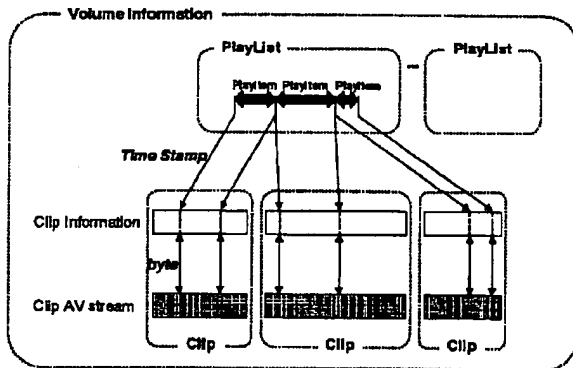 Volume Information
PlayList
PlayList
PlayItem PlayItem PlayItem
Time Stamp
Clip Information
byte
Clip AV stream
Clip
Clip
Clip